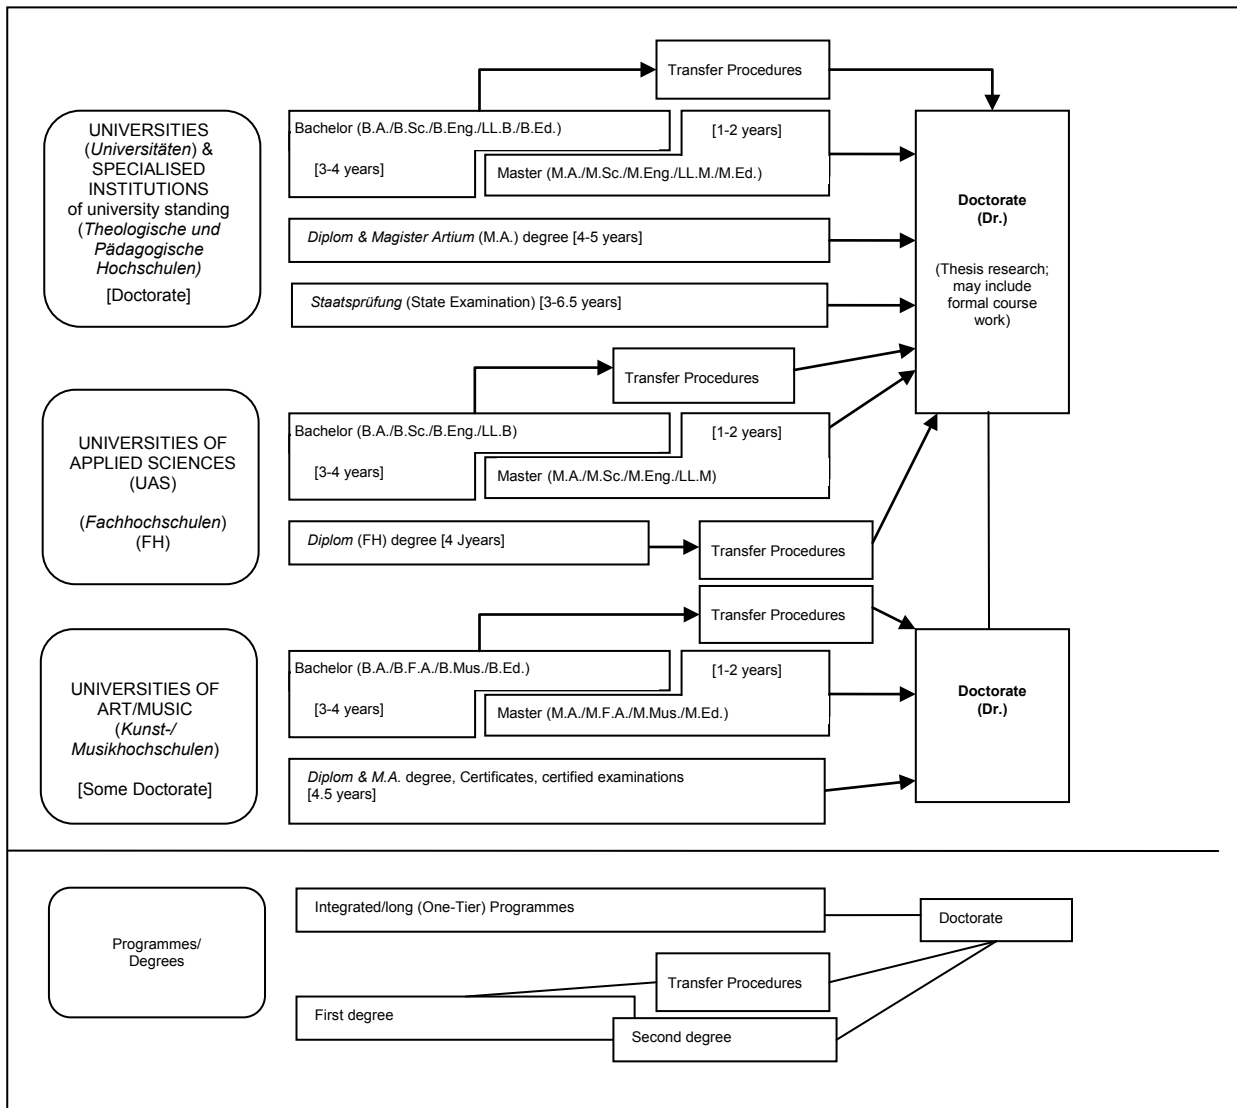 Transfer Procedures
UNIVERSITIES
(Universitäten) &
SPECIALISED
INSTITUTIONS
of university standing
(Theologische und
Pädagogische
Hochschulen)
[Doctorate]
Bachelor (B.A./B.Sc./B.Eng./LL.B./B.Ed.)
[3-4 years]
[1-2 years]
Master (M.A./M.Sc./M.Eng./LL.M./M.Ed.)
Diplom & Magister Artium (M.A.) degree [4-5 years]
Staatsprüfung (State Examination) [3-6.5 years]
Doctorate
(Dr.)
(Thesis research;
may include
formal course
work)
Transfer Procedures
UNIVERSITIES OF
APPLIED SCIENCES
(UAS)
(Fachhochschulen)
(FH)
Bachelor (B.A./B.Sc./B.Eng./LL.B)
[3-4 years]
[1-2 years]
Master (M.A./M.Sc./M.Eng./LL.M)
Diplom (FH) degree [4 Jyears]
Transfer Procedures
Transfer Procedures
UNIVERSITIES OF
ART/MUSIC
(Kunst-/
Musikhochschulen)
[Some Doctorate]
Bachelor (B.A./B.F.A./B.Mus./B.Ed.)
[3-4 years]
[1-2 years]
Master (M.A./M.F.A./M.Mus./M.Ed.)
Diplom & M.A. degree, Certificates, certified examinations
[4.5 years]
Doctorate
(Dr.)
Programmes/
Degrees
Integrated/long (One-Tier) Programmes
Doctorate
Transfer Procedures
First degree
Second degree